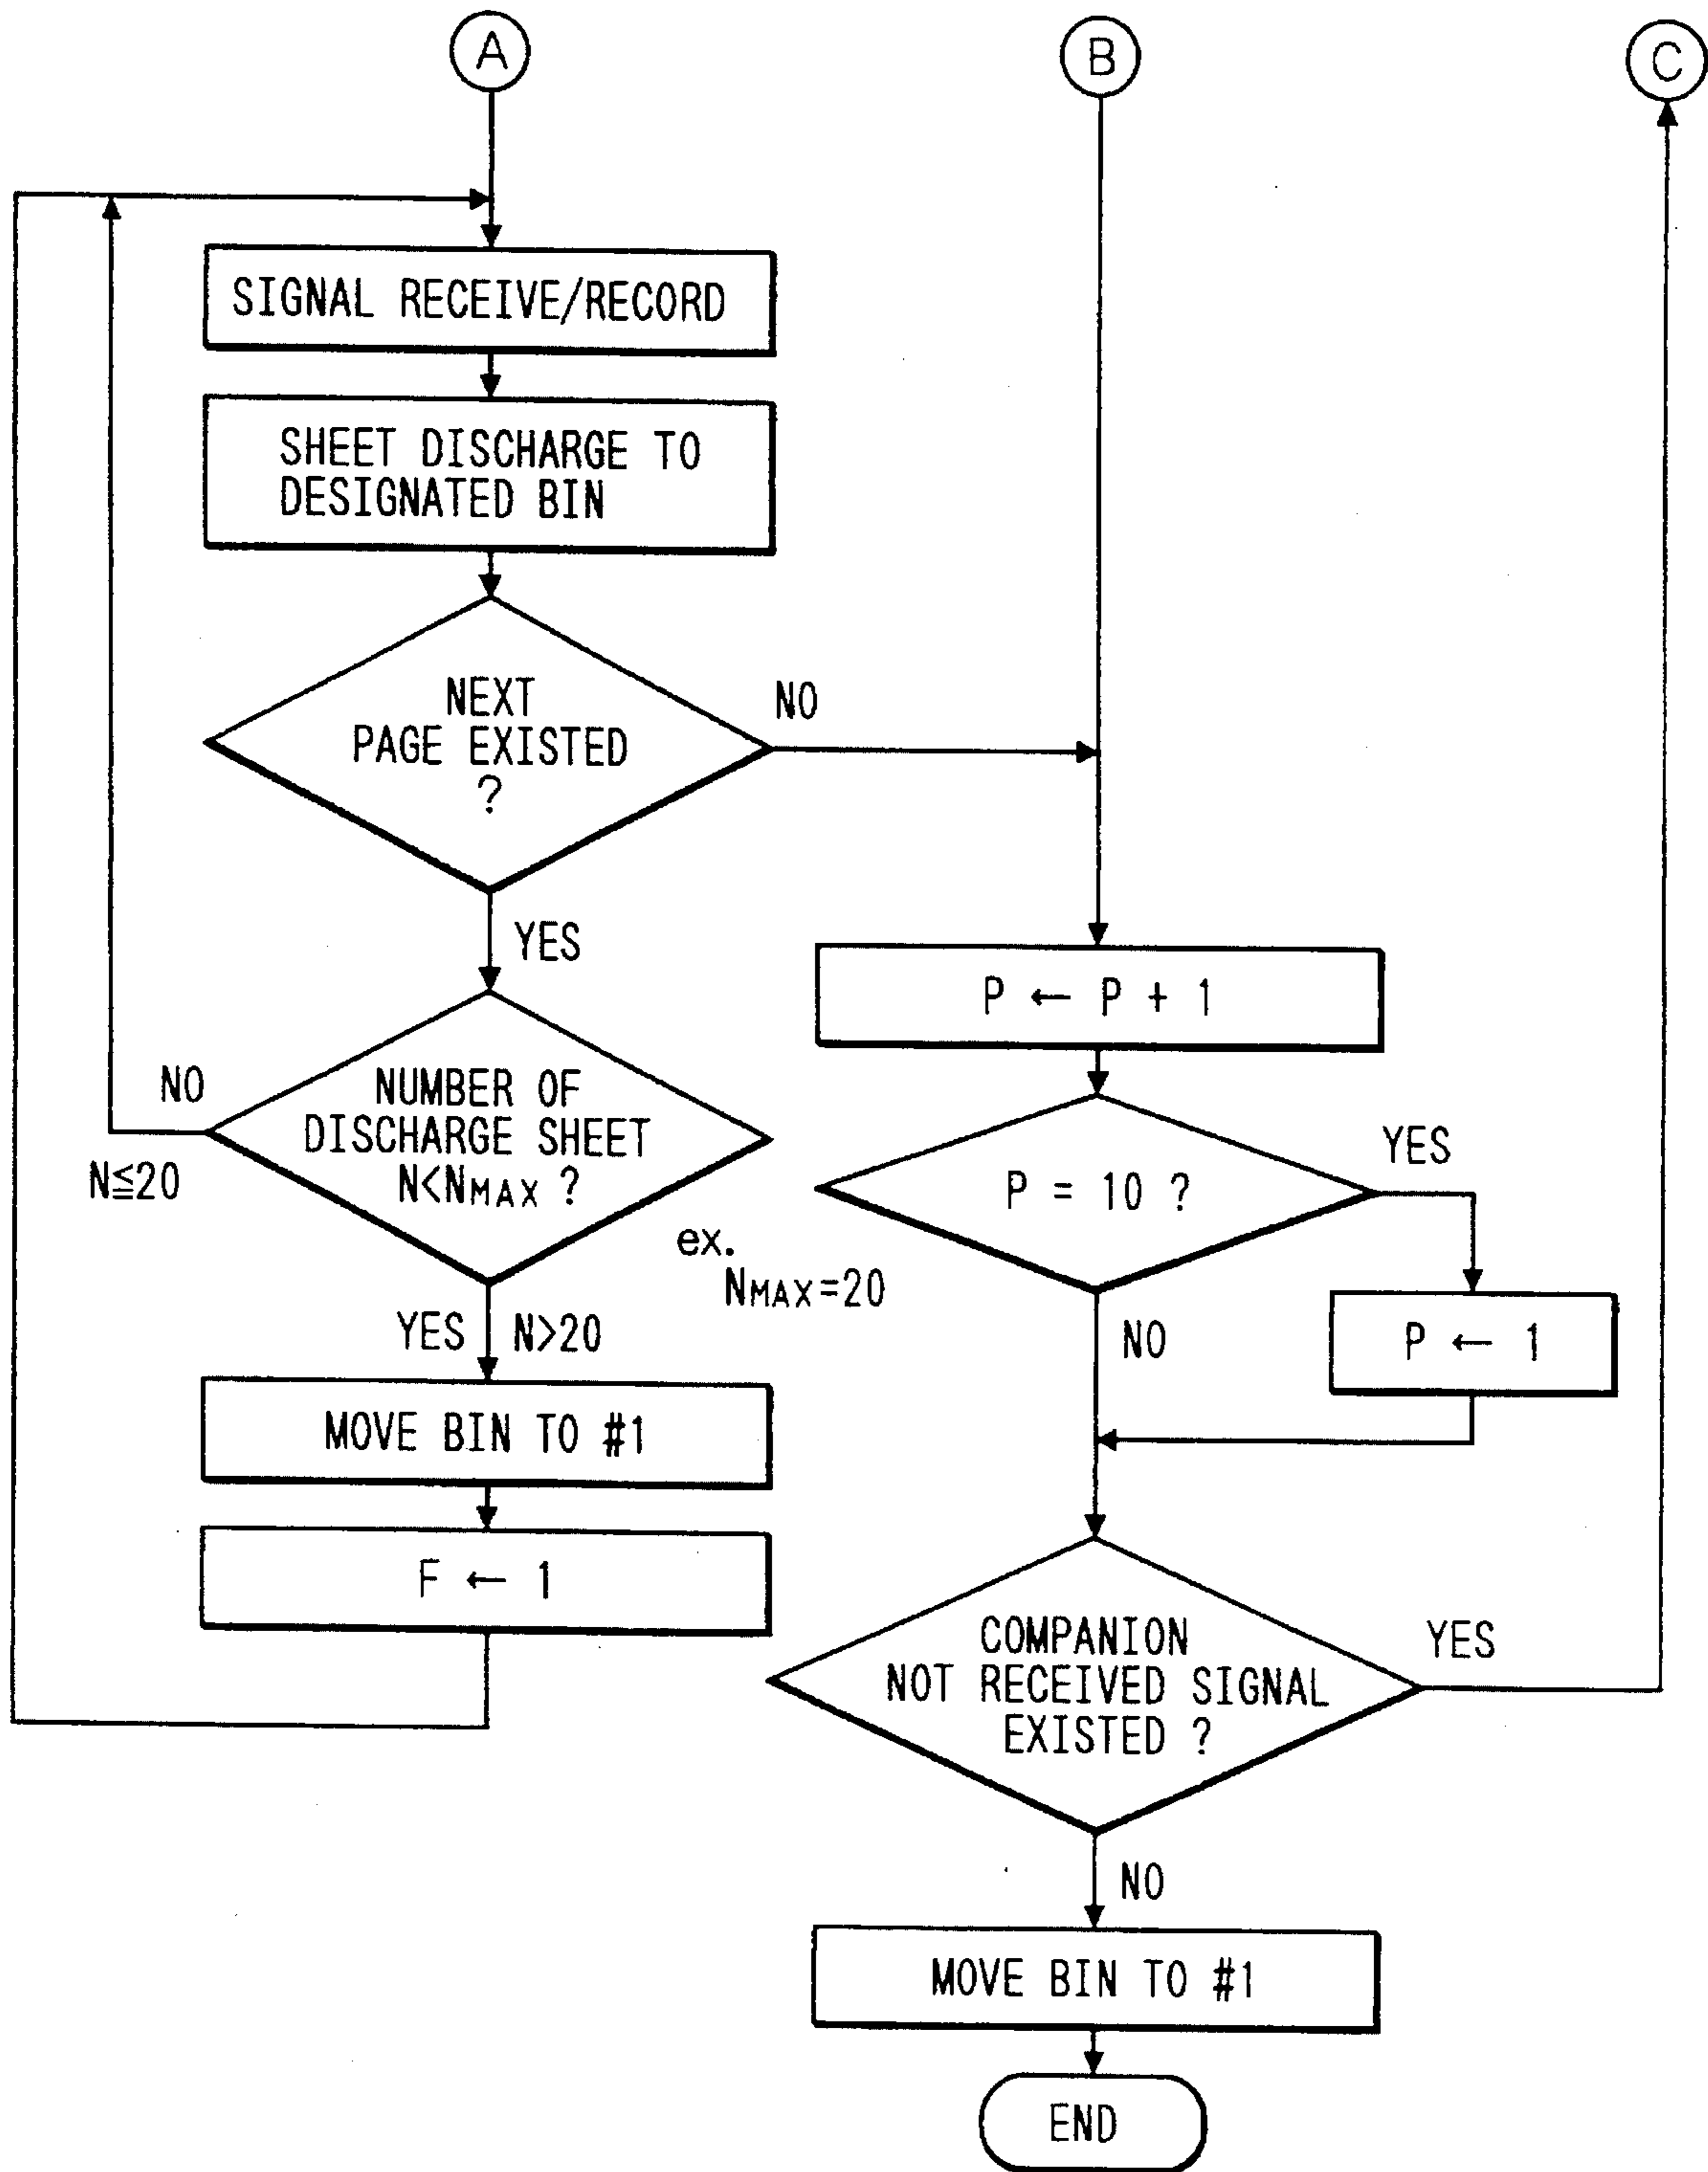 A
B
C
SIGNAL RECEIVE/RECORD
SHEET DISCHARGE TO
DESIGNATED BIN
NEXT
PAGE EXISTED
?
NO
YES
NUMBER OF
DISCHARGE SHEET
N<NMAX ?
NO
N≦20
ex.
NMAX=20
YES N>20
MOVE BIN TO #1
F ← 1
P ← P + 1
P = 10 ?
YES
NO
P ← 1
COMPANION
NOT RECEIVED SIGNAL
EXISTED ?
YES
NO
MOVE BIN TO #1
END